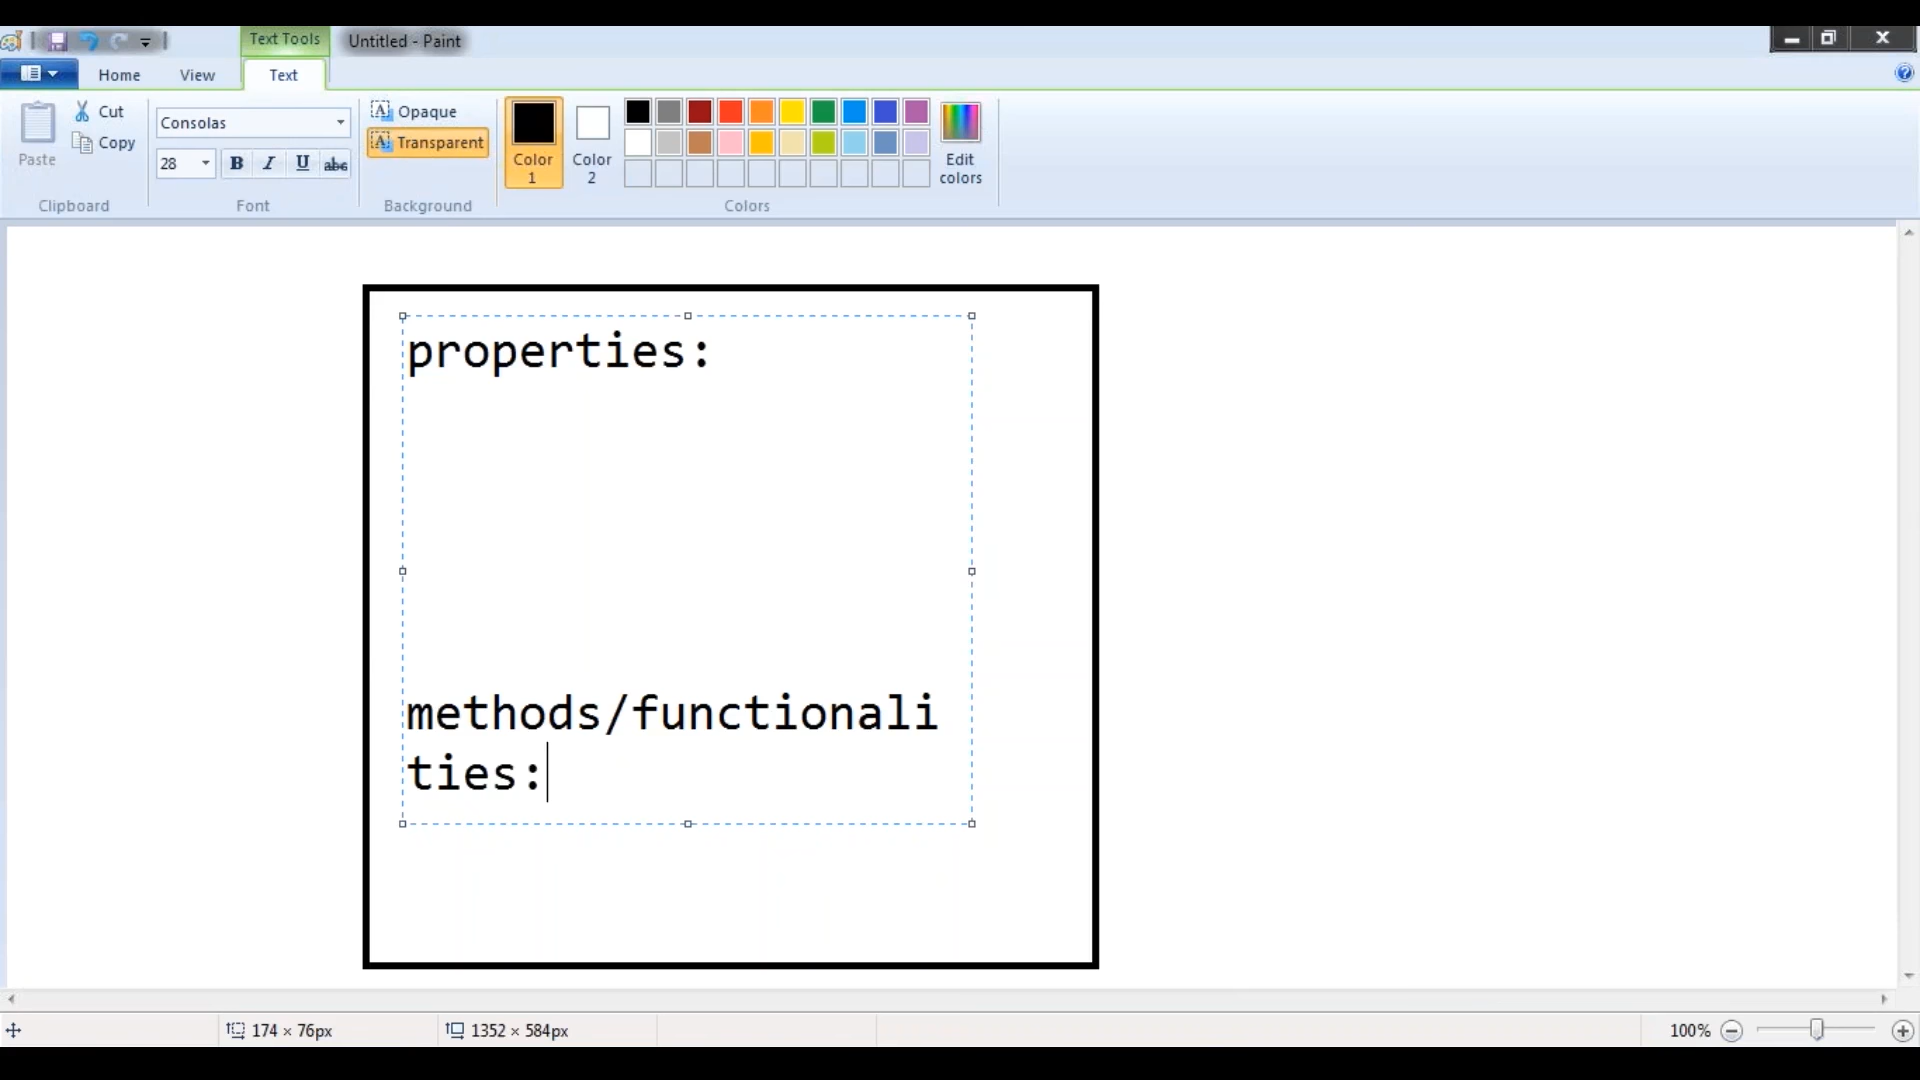 Text Tools
Untitled - Paint
Home
View
Text
Paste
Cut
Copy
Clipboard
Consolas
28
B I U abc
Font
Opaque
Transparent
Background
Color 1
Color 2
Edit colors
Colors
properties:
methods/functionali
ties:
174 × 76px
1352 × 584px
100%